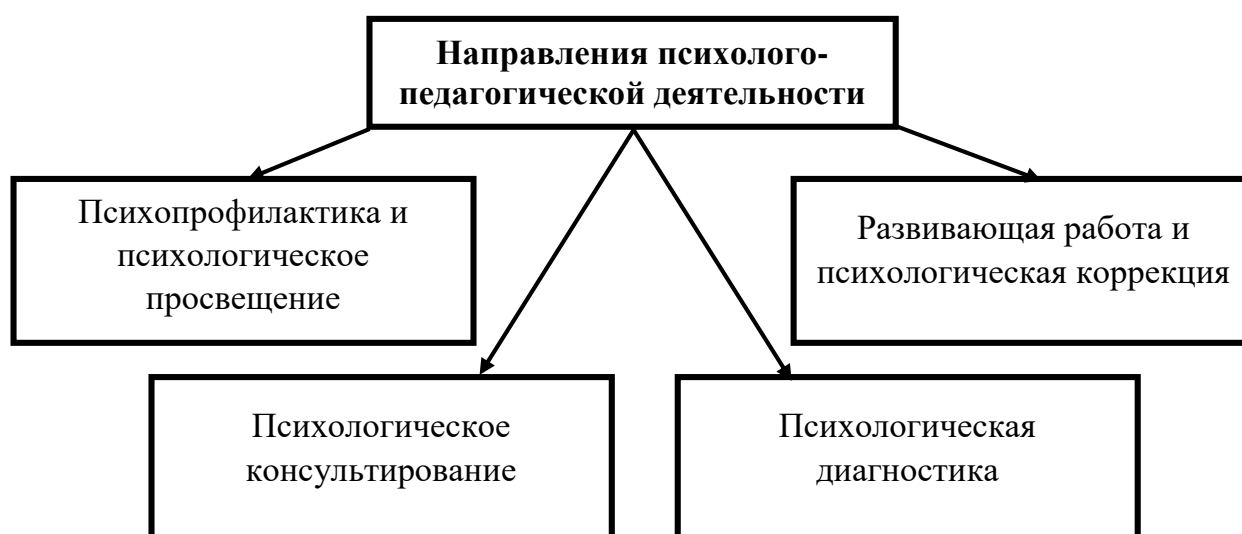 Направления психолого-
педагогической деятельности
Психопрофилактика и
психологическое
просвещение
Развивающая работа и
психологическая коррекция
Психологическое
консультирование
Психологическая
диагностика